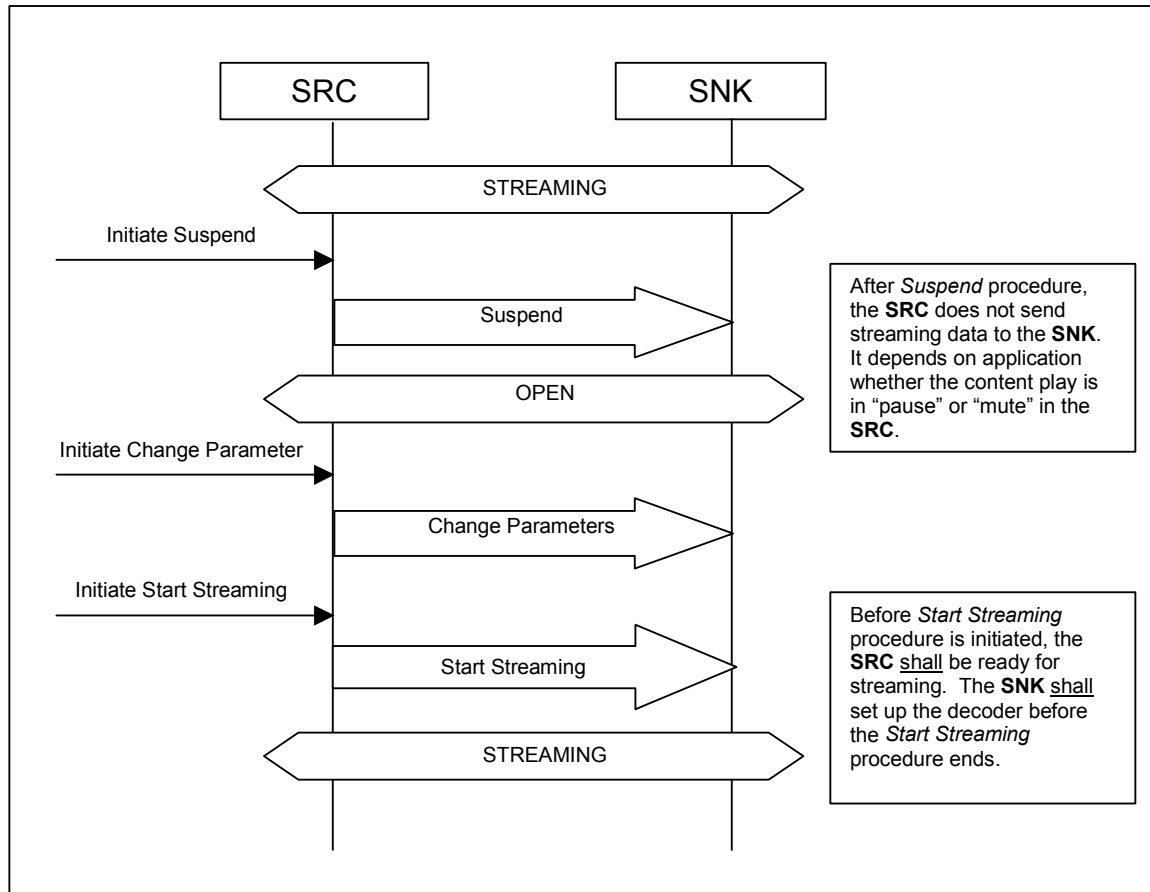 SRC
SNK
STREAMING
Initiate Suspend
Suspend
After Suspend procedure,
the SRC does not send
streaming data to the SNK.
It depends on application
whether the content play is
in “pause” or “mute” in the
SRC.
OPEN
Initiate Change Parameter
Change Parameters
Initiate Start Streaming
Start Streaming
Before Start Streaming
procedure is initiated, the
SRC shall be ready for
streaming.  The SNK shall
set up the decoder before
the Start Streaming
procedure ends.
STREAMING